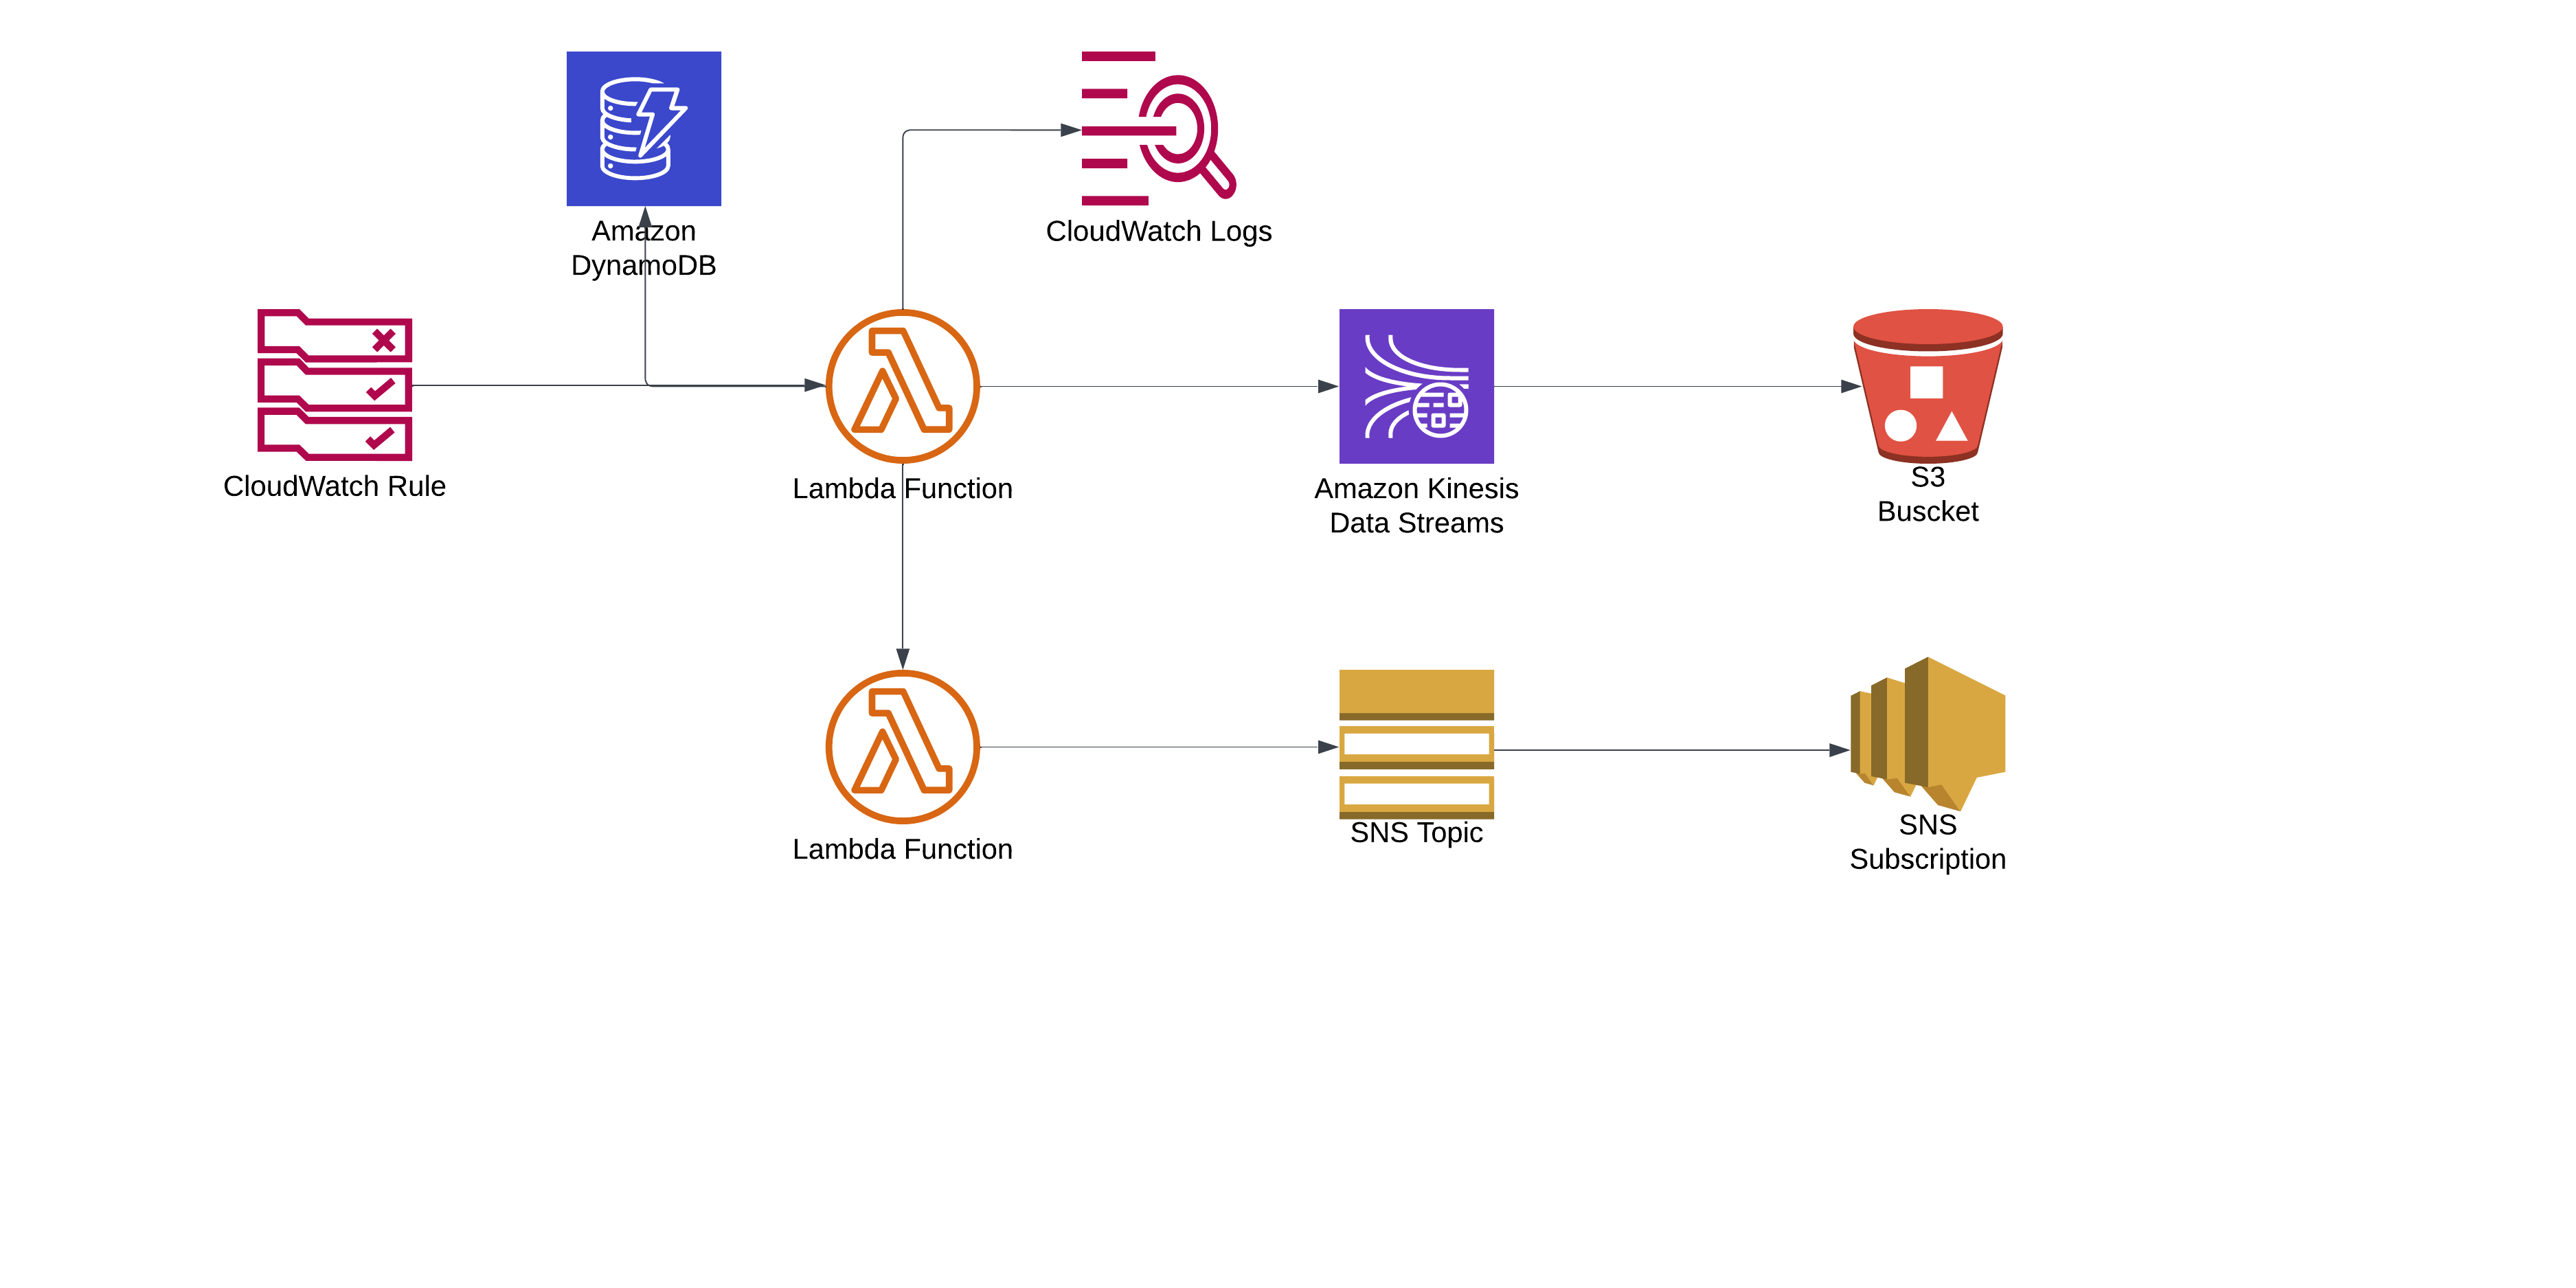 Amazon
DynamoDB
CloudWatch Logs
CloudWatch Rule
Lambda Function
Amazon Kinesis
Data Streams
S3
Buscket
Lambda Function
SNS Topic
SNS
Subscription